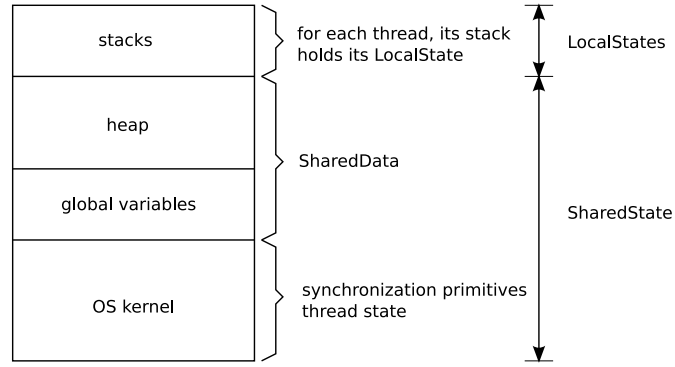 stacks
for each thread, its stack
holds its LocalState
LocalStates
heap
SharedData
global variables
SharedState
OS kernel
synchronization primitives
thread state